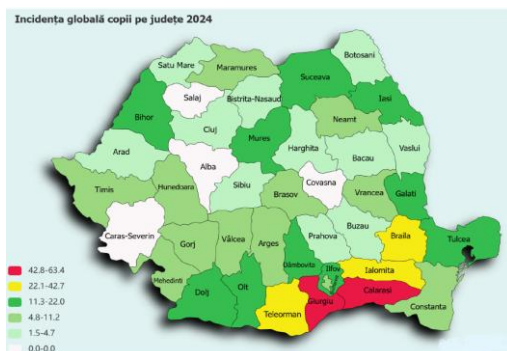 Incidența globală copii pe județe 2024
Botosani
Satu Mare
Maramures
Suceava
Salaj
Bistrita-Nasaud
Iasi
Bihor
Neamt
Cluj
Mures
Harghita
Vaslui
Arad
Alba
Bacau
Timis
Hunedoara
Sibiu
Covasna
Brasov
Vrancea
Galati
Caras-Severin
Gorj
Vâlcea
Arges
Prahova
Buzau
Braila
Tulcea
Dâmbovita
Ilfov
Ialomita
Mehedinti
Dolj
Olt
Giurgiu
Calarasi
Teleorman
Constanta
42.8-63.4
22.1-42.7
11.3-22.0
4.8-11.2
1.5-4.7
0.0-0.0